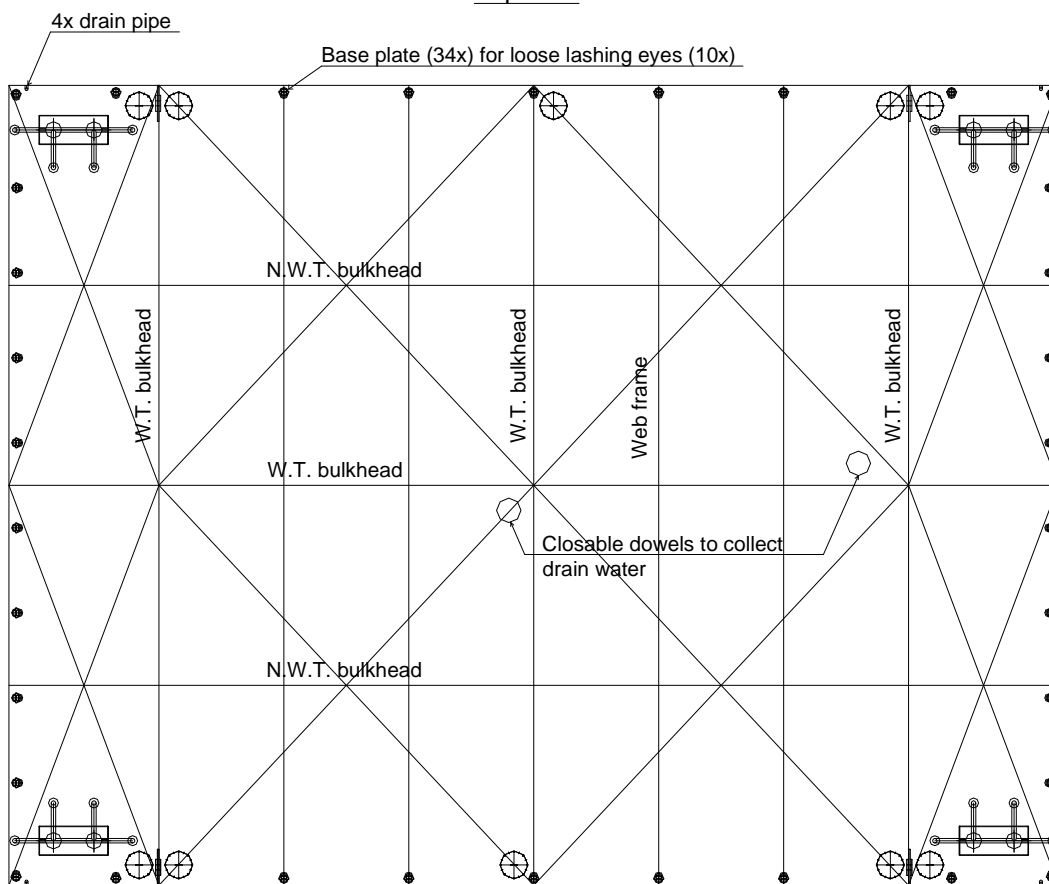 4x drain pipe
Base plate (34x) for loose lashing eyes (10x)
N.W.T. bulkhead
W.T. bulkhead
W.T. bulkhead
Web frame
W.T. bulkhead
W.T. bulkhead
Closable dowels to collect
drain water
N.W.T. bulkhead